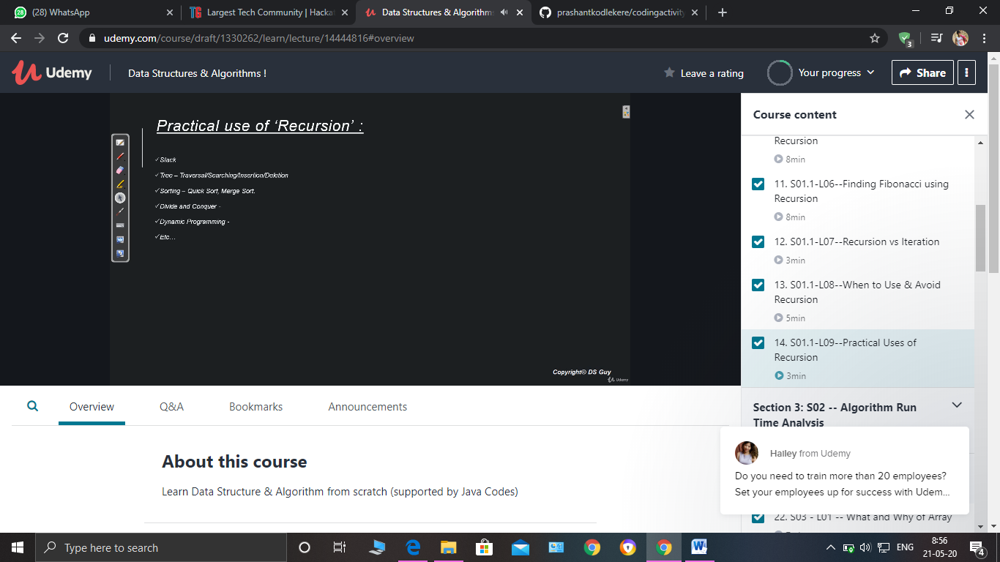 (28) WhatsApp
Largest Tech Community | Hacka
Data Structures & Algorithms
prashantkodlekere/codingactivity
udemy.com/course/draft/1330262/learn/lecture/14444816#overview
3
Udemy
Data Structures & Algorithms !
Leave a rating
Your progress
Share
Practical use of ‘Recursion’ :
✓Stack
✓Tree – Traversal/Searching/Insertion/Deletion
✓Sorting – Quick Sort, Merge Sort.
✓Divide and Conquer -
✓Dynamic Programming -
✓Etc…
Copyright© DS Guy
Udemy
Course content
Recursion
8min
11. S01.1-L06--Finding Fibonacci using
Recursion
8min
12. S01.1-L07--Recursion vs Iteration
3min
13. S01.1-L08--When to Use & Avoid
Recursion
5min
14. S01.1-L09--Practical Uses of
Recursion
3min
Section 3: S02 -- Algorithm Run
Time Analysis
Hailey from Udemy
Do you need to train more than 20 employees?
Set your employees up for success with Udem...
22. S03 - L01 -- What and Why of Array
Overview
Q&A
Bookmarks
Announcements
About this course
Learn Data Structure & Algorithm from scratch (supported by Java Codes)
Type here to search
ENG
8:56
21-05-20
4